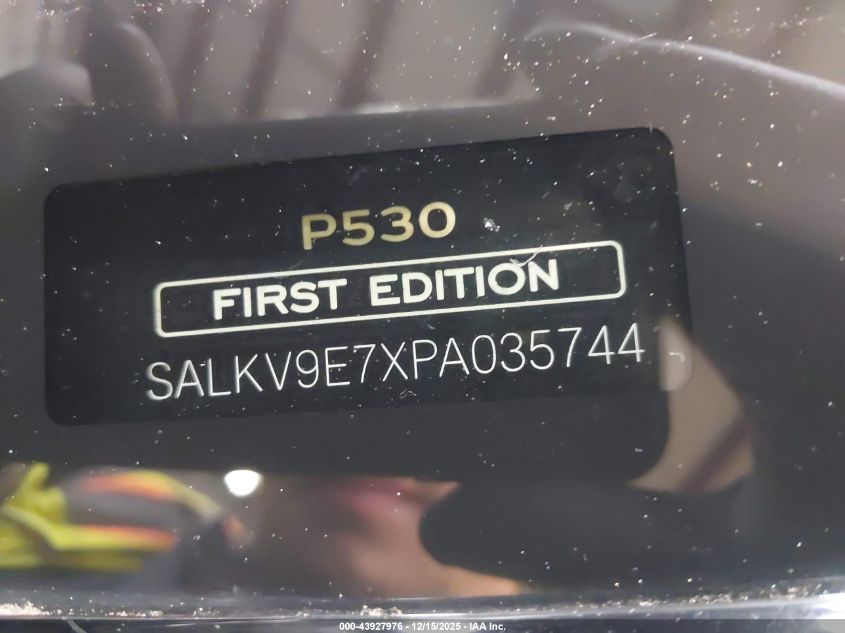 P530
FIRST EDITION
SALKV9E7XPA035744
000-43927976 - 12/15/2025 - IAA Inc.